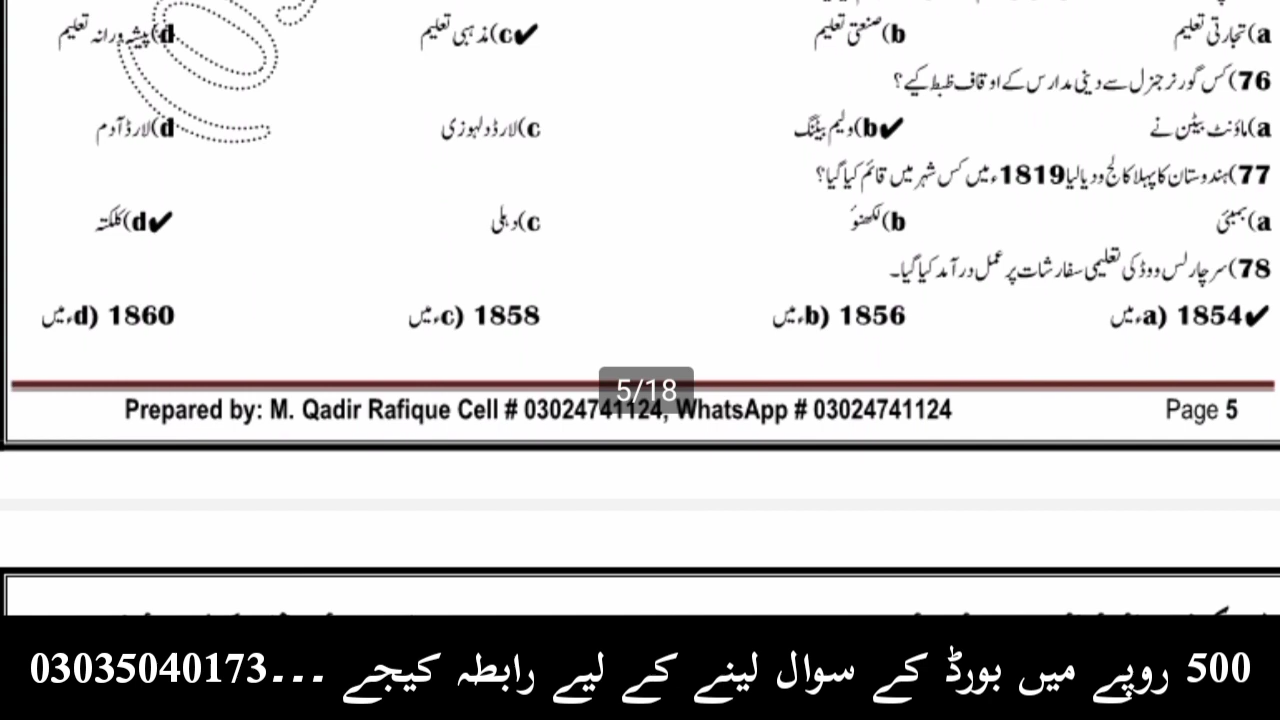 a)تجارتی تعلیم b)صنعتی تعلیم ✔c)مذہبی تعلیم d)پیشہ ورانہ تعلیم
76)کس گورنر جنرل سے دینی مدارس کے اوقاف ضبط کیے؟
a)ماؤنٹ بیٹن نے ✔b)ولیم بیٹنگ c)لارڈ ولہوزی d)لارڈ آدم
77)ہندوستان کا پہلا کالج ودیالیا 1819ء میں کس شہر میں قائم کیا گیا؟
a)بمبئی b)لکھنؤ c)دہلی ✔d)کلکتہ
78)سر چارلس ووڈ کی تعلیمی سفارشات پر عمل درآمد کیا گیا۔
✔a) 1854ء میں b) 1856ء میں c) 1858ء میں d) 1860ء میں
5/18
Prepared by: M. Qadir Rafique Cell # 03024741124, WhatsApp # 03024741124 Page 5
500 روپے میں بورڈ کے سوال لینے کے لیے رابطہ کیجے ---03035040173